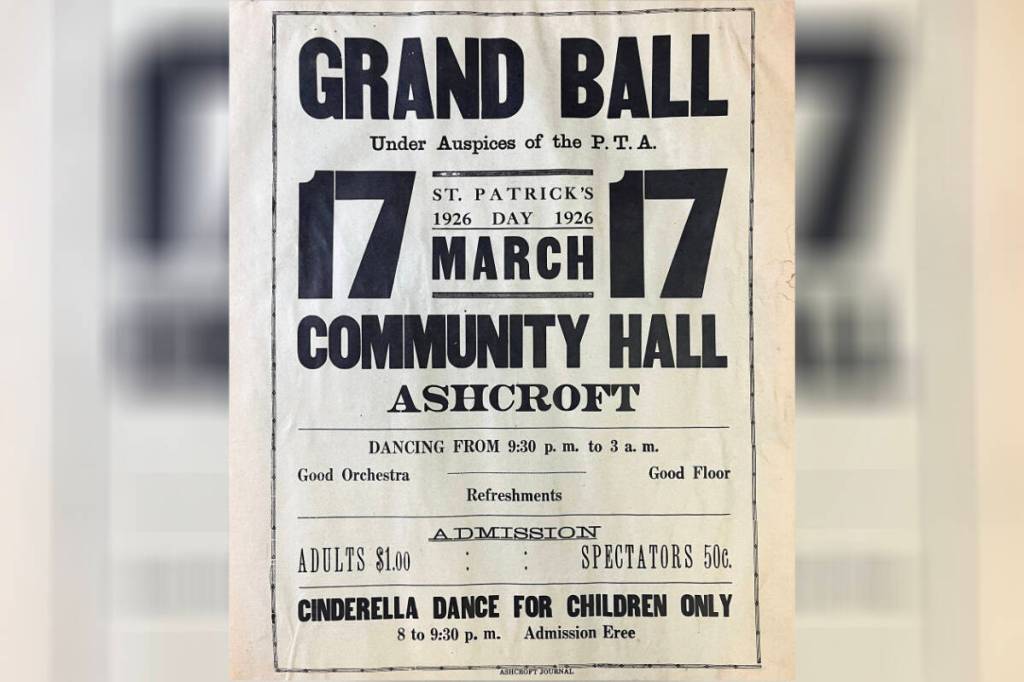 GRAND BALL
Under Auspices of the P. T. A.
17 ST. PATRICK'S 17
1926 DAY 1926
MARCH
COMMUNITY HALL
ASHCROFT
DANCING FROM 9:30 p. m. to 3 a. m.
Good Orchestra Good Floor
Refreshments
ADMISSION
ADULTS $1.00 : : SPECTATORS 50c.
CINDERELLA DANCE FOR CHILDREN ONLY
8 to 9:30 p. m. Admission Eree
ASHCROFT JOURNAL